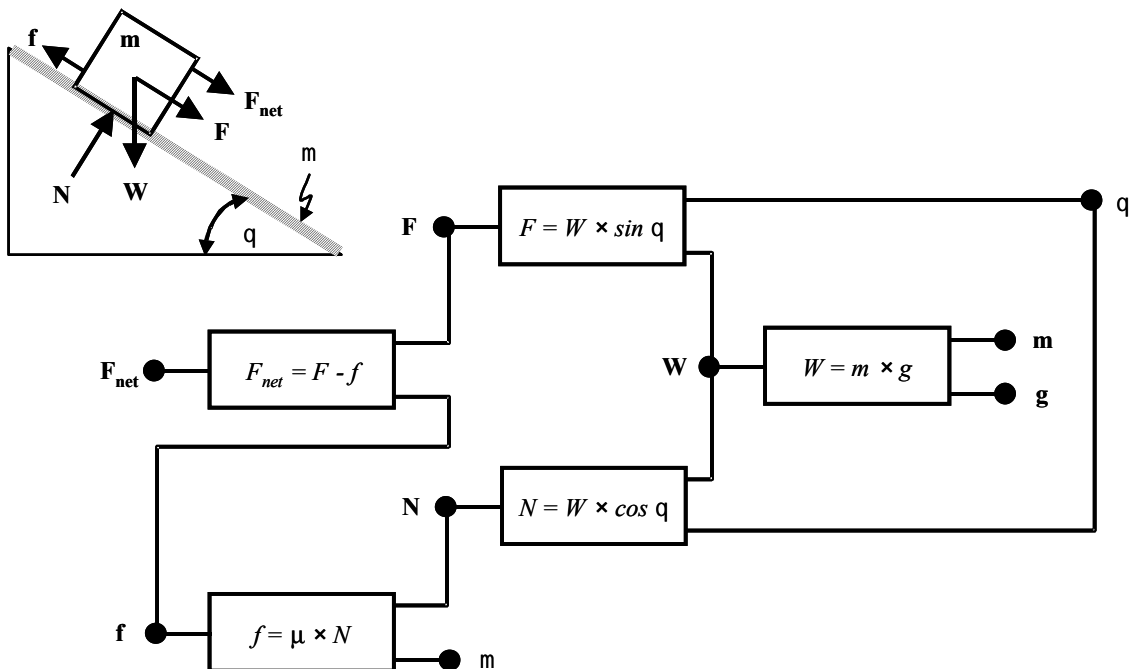 f
m
F_net
F
N
W
m
q
F
F = W × sin q
q
F_net
F_net = F - f
W
W = m × g
m
g
N
N = W × cos q
f
f = μ × N
m